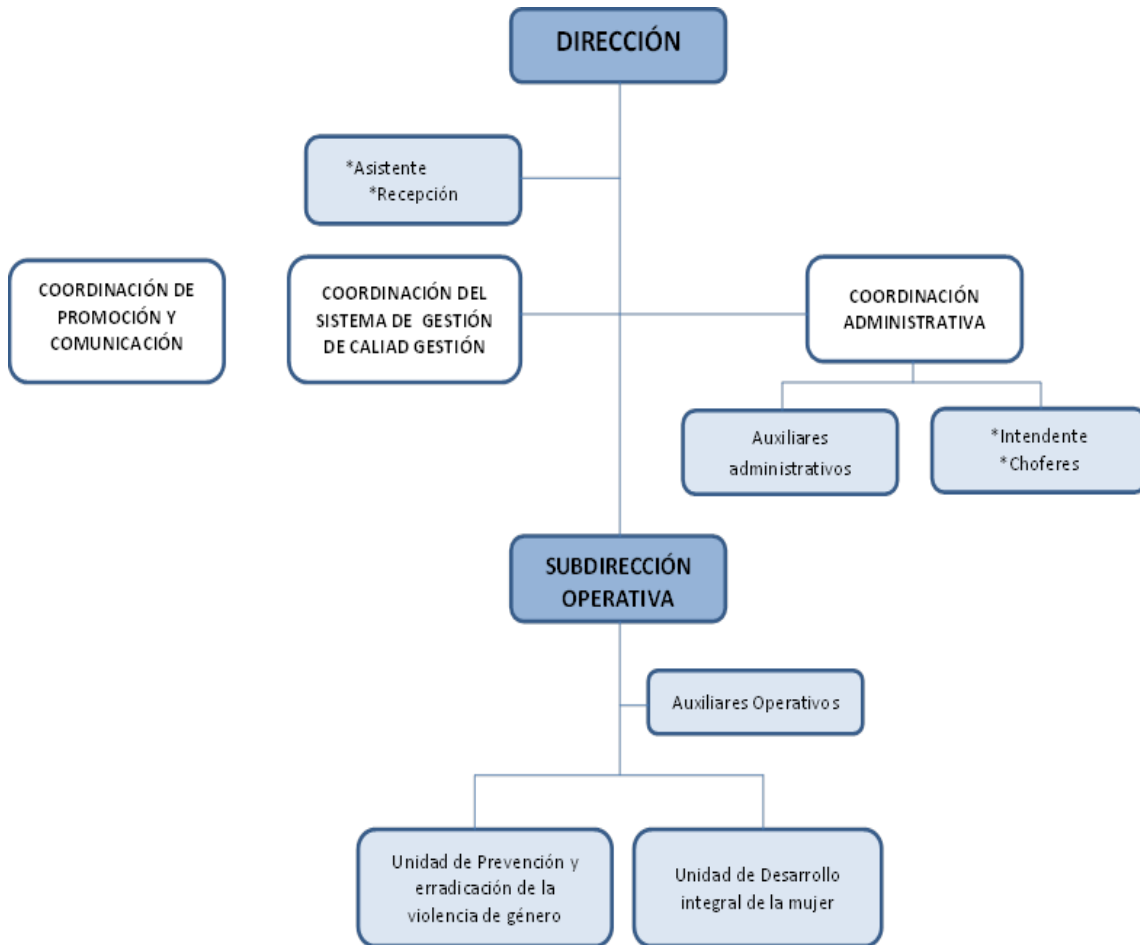 DIRECCIÓN
*Asistente
*Recepción
COORDINACIÓN DE
PROMOCIÓN Y
COMUNICACIÓN
COORDINACIÓN DEL
SISTEMA DE GESTIÓN
DE CALIAD GESTIÓN
COORDINACIÓN
ADMINISTRATIVA
Auxiliares
administrativos
*Intendente
*Choferes
SUBDIRECCIÓN
OPERATIVA
Auxiliares Operativos
Unidad de Prevención y
erradicación de la
violencia de género
Unidad de Desarrollo
integral de la mujer